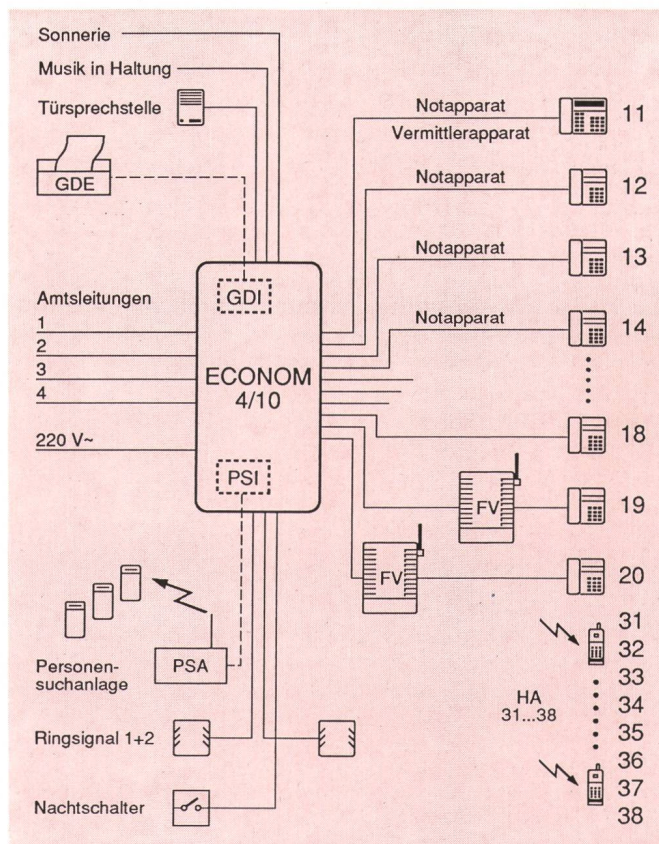 Sonnerie
Musik in Haltung
Türsprechstelle
GDE
GDI
Amtsleitungen
1
2
3
4
220 V~
ECONOM
4/10
PSI
Notapparat
Vermittlerapparat
11
Notapparat
12
Notapparat
13
Notapparat
14
18
FV
19
FV
20
31
32
33
34
35
36
37
38
HA
31...38
Personen-
suchanlage
PSA
Ringsignal 1+2
Nachtschalter